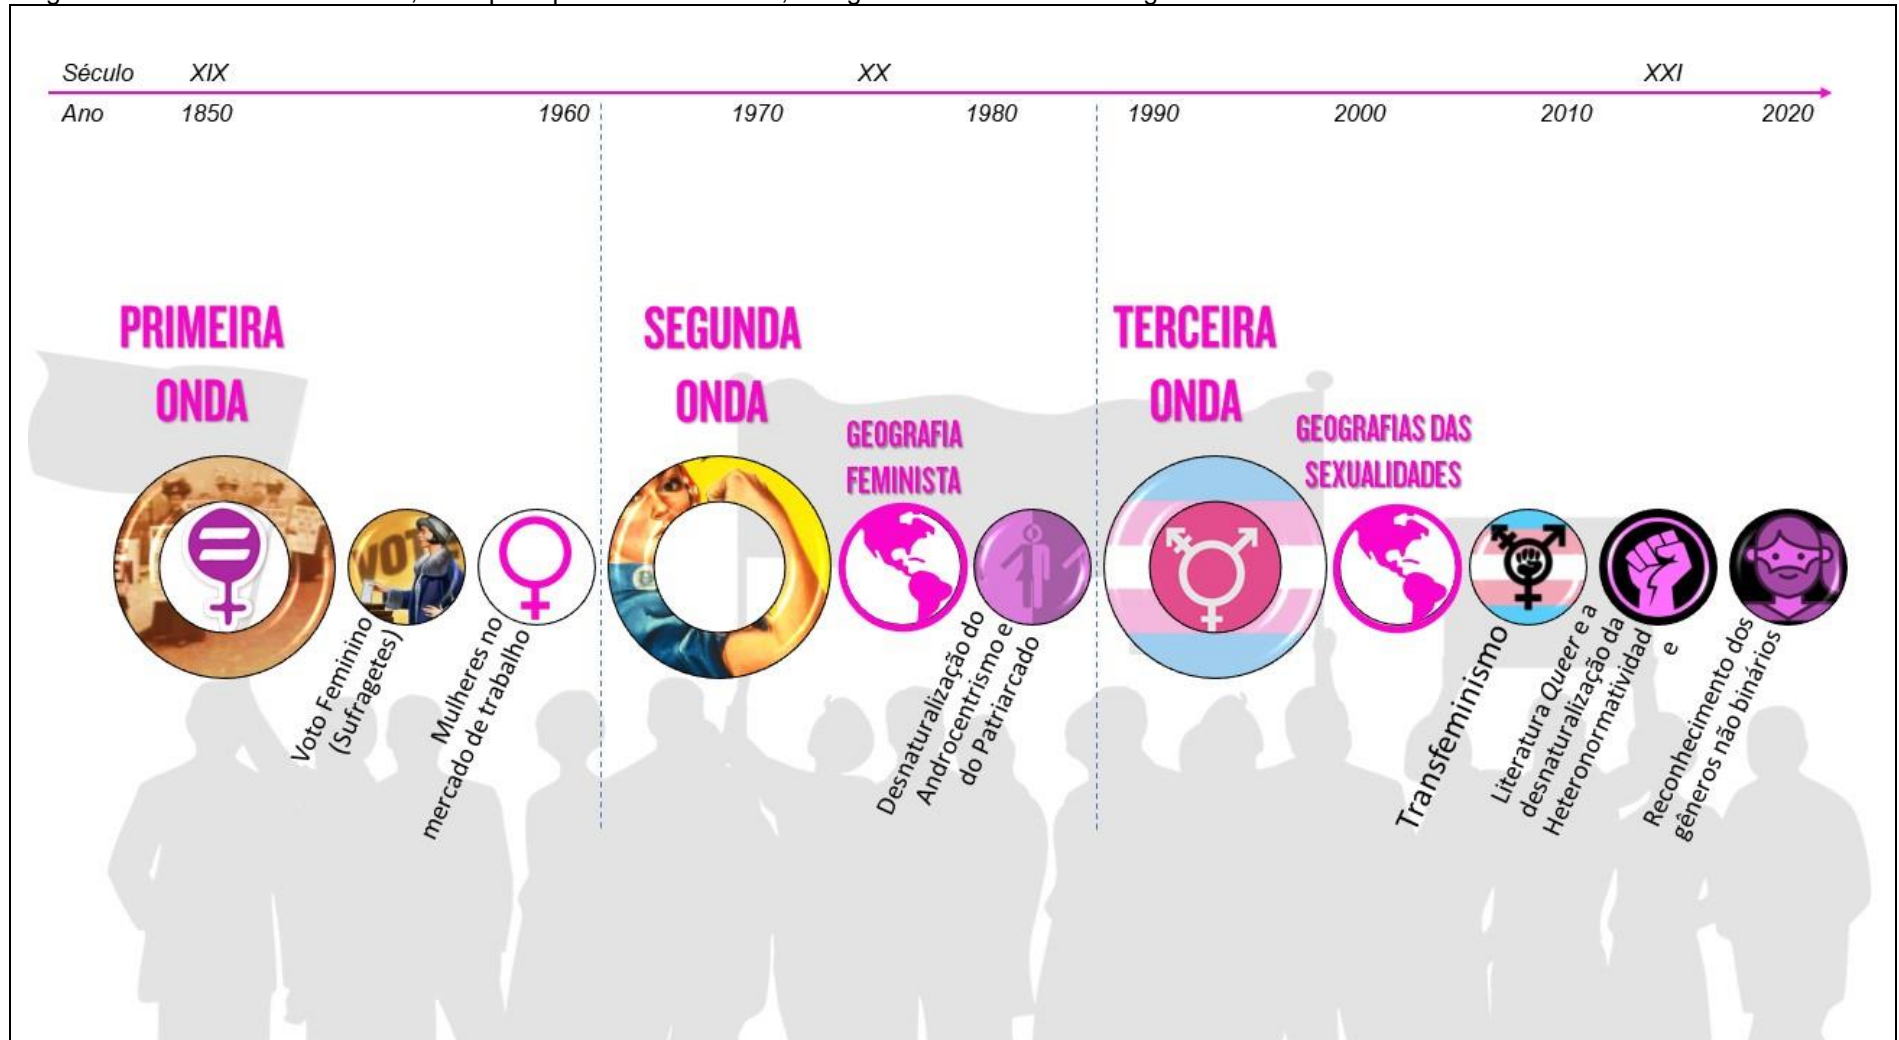 Século XIX XX XXI
Ano 1850 1960 1970 1980 1990 2000 2010 2020
PRIMEIRA
ONDA
SEGUNDA
ONDA
TERCEIRA
ONDA
GEOGRAFIA
FEMINISTA
GEOGRAFIAS DAS
SEXUALIDADES
VOTE
Voto Feminino
(Sufragetes)
Mulheres no
mercado de trabalho
Desnaturalização do
Androcentrismo e
do Patriarcado
Transfeminismo
Literatura Queer e a
desnaturalização da
Heteronormatividad
e
Reconhecimento dos
gêneros não binários